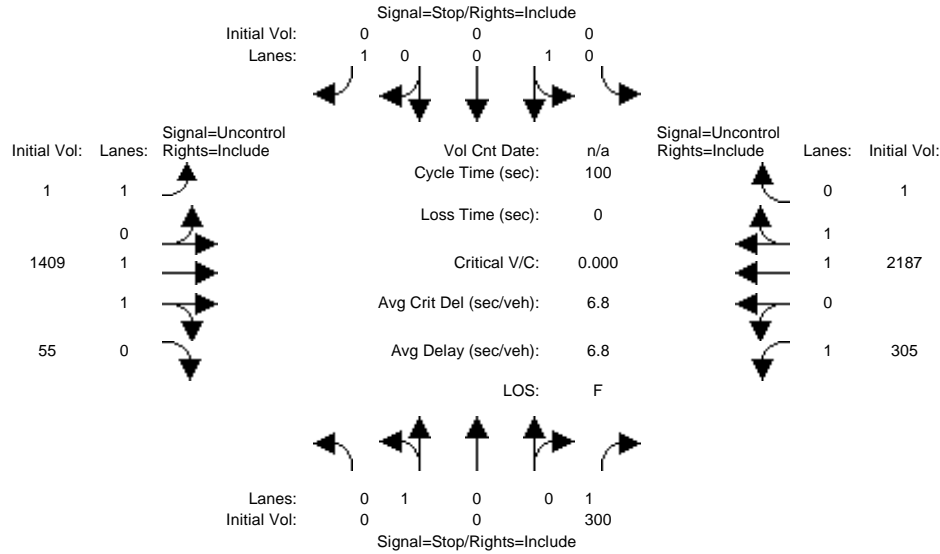 Signal=Stop/Rights=Include
Initial Vol: 0 0 0
Lanes: 1 0 0 1 0
Signal=Uncontrol
Initial Vol: Lanes: Rights=Include
Vol Cnt Date: n/a
Signal=Uncontrol
Rights=Include Lanes: Initial Vol:
Cycle Time (sec): 100
1 1
0 1
Loss Time (sec): 0
0
1
1409 1
Critical V/C: 0.000
1 2187
1
Avg Crit Del (sec/veh): 6.8
0
55 0
Avg Delay (sec/veh): 6.8
1 305
LOS: F
Lanes: 0 1 0 0 1
Initial Vol: 0 0 300
Signal=Stop/Rights=Include